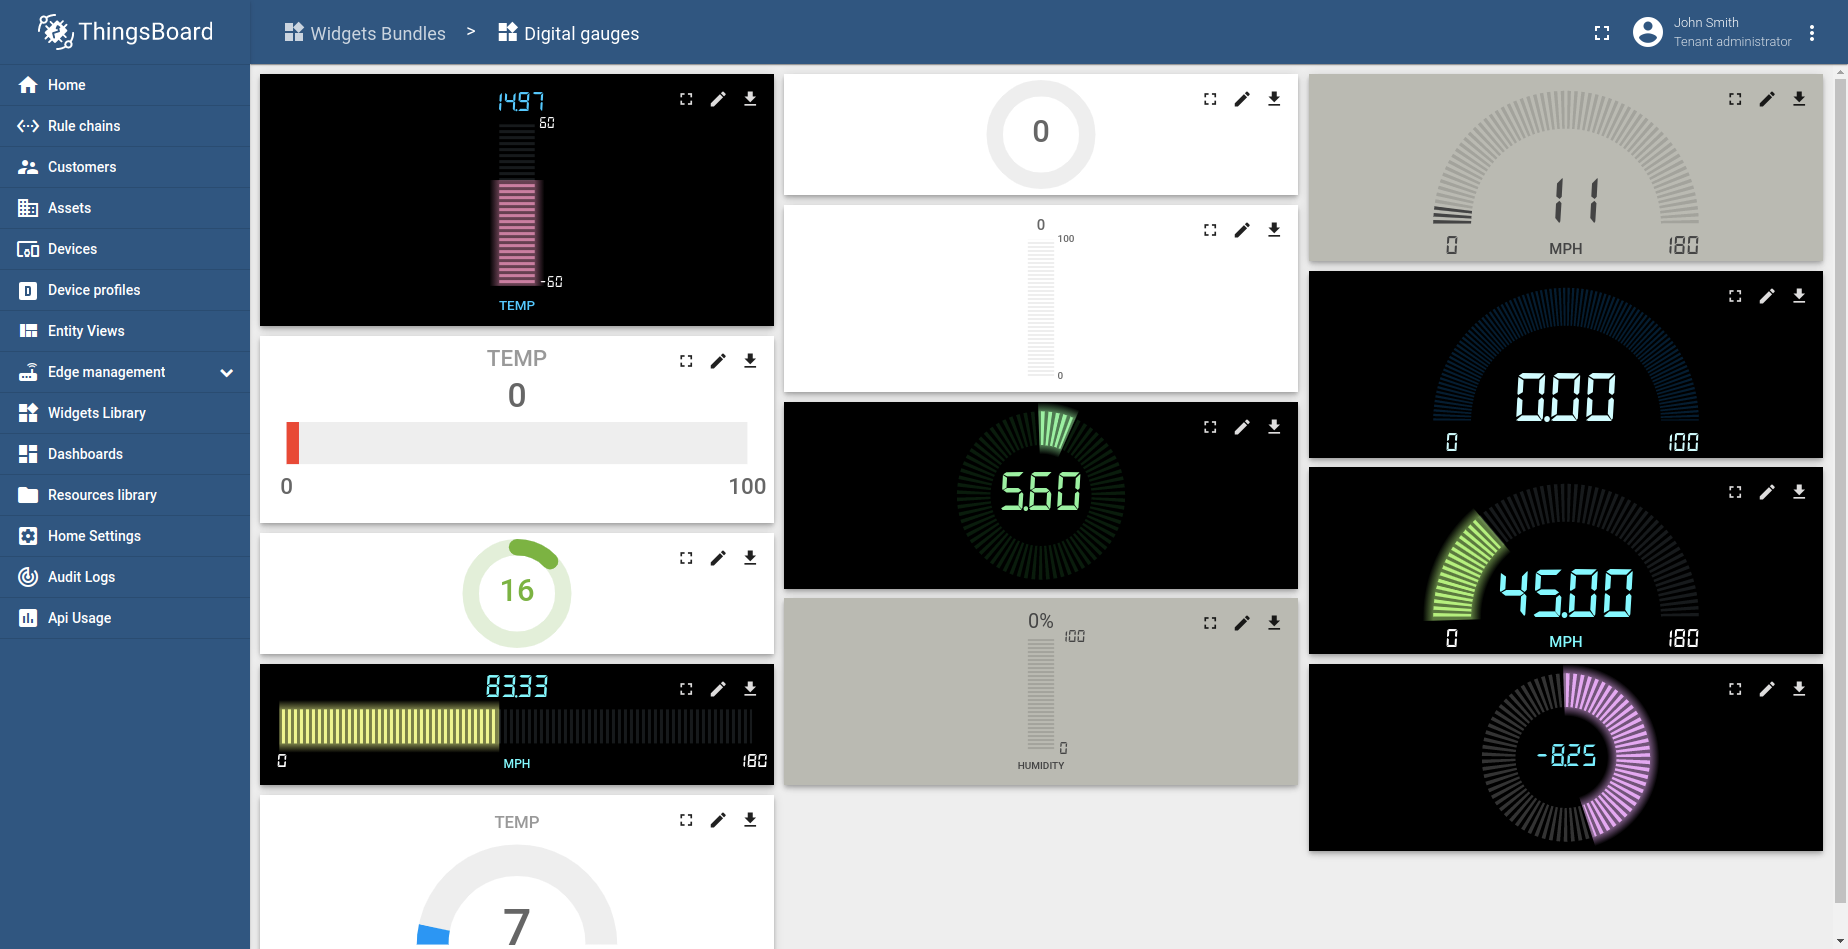 ThingsBoard
Widgets Bundles > Digital gauges
John Smith
Tenant administrator
Home
Rule chains
Customers
Assets
Devices
Device profiles
Entity Views
Edge management
Widgets Library
Dashboards
Resources library
Home Settings
Audit Logs
Api Usage
14.97
60
-60
TEMP
TEMP
0
0 100
16
83.33
0 180
MPH
TEMP
7
0
0
100
0
5.60
0%
100
0
HUMIDITY
11
0 MPH 180
0.00
0 100
45.00
0 MPH 180
-8.25